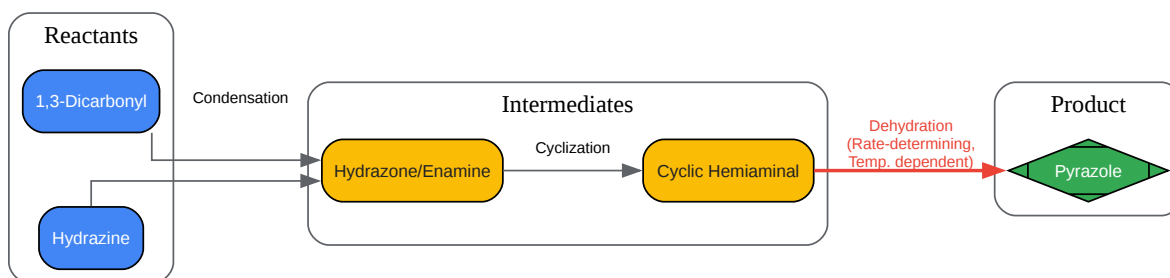 Reactants
1,3-Dicarbonyl
Hydrazine
Condensation
Intermediates
Hydrazone/Enamine
Cyclization
Cyclic Hemiaminal
Dehydration
(Rate-determining,
Temp. dependent)
Product
Pyrazole